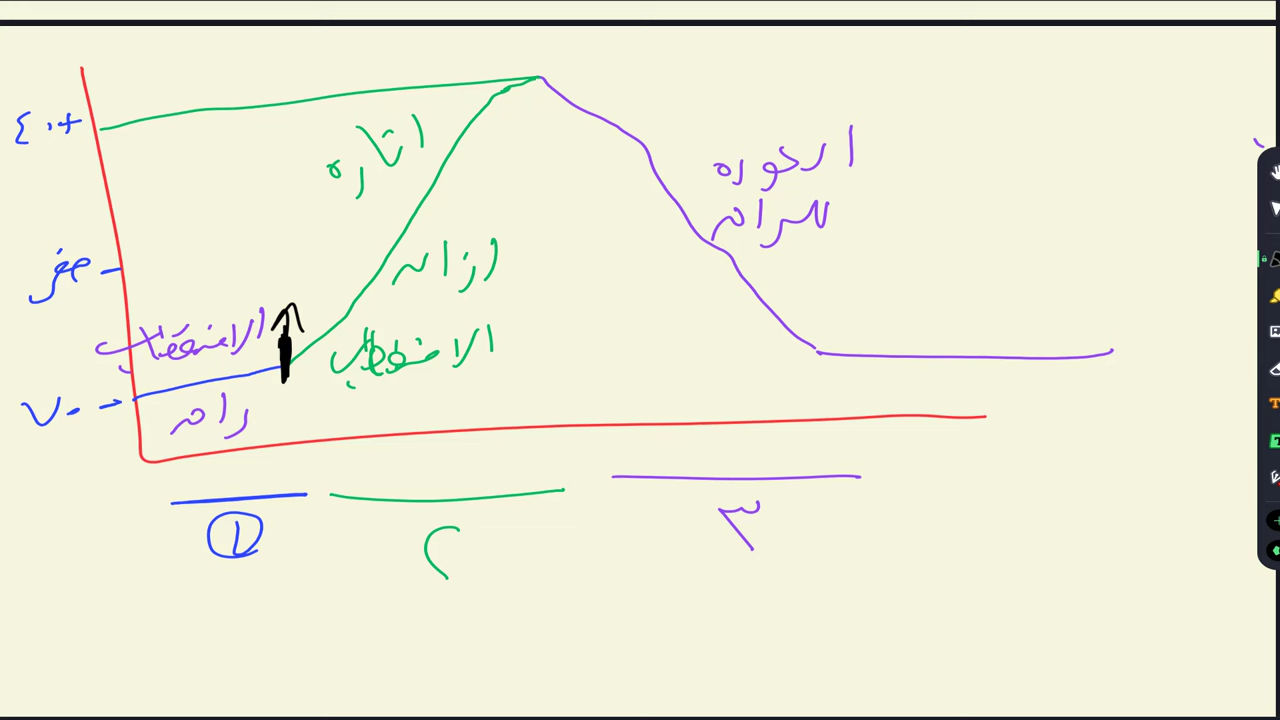 ٤٠+
صفر
٧٠-
الاستقطاب
راحة
اثارة
ازالة
الاستقطاب
العودة
للراحة
١
٢
٣